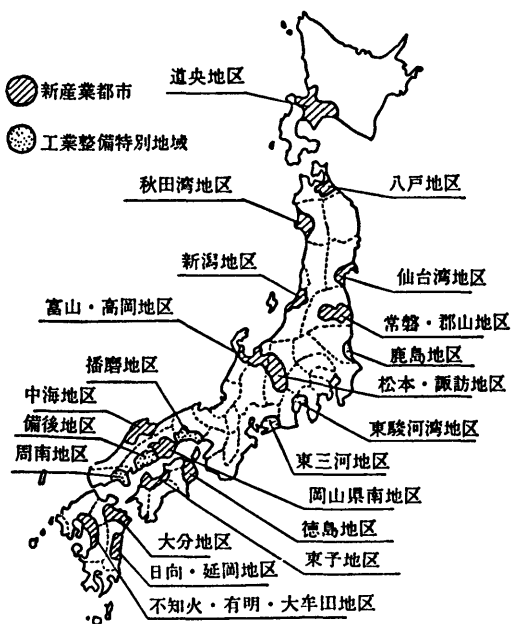 道央地区
新産業都市
工業整備特別地域
八戸地区
秋田湾地区
新潟地区
仙台湾地区
富山・高岡地区
常磐・郡山地区
鹿島地区
播磨地区
松本・諏訪地区
中海地区
備後地区
東駿河湾地区
周南地区
東三河地区
岡山県南地区
徳島地区
大分地区
東予地区
日向・延岡地区
不知火・有明・大牟田地区